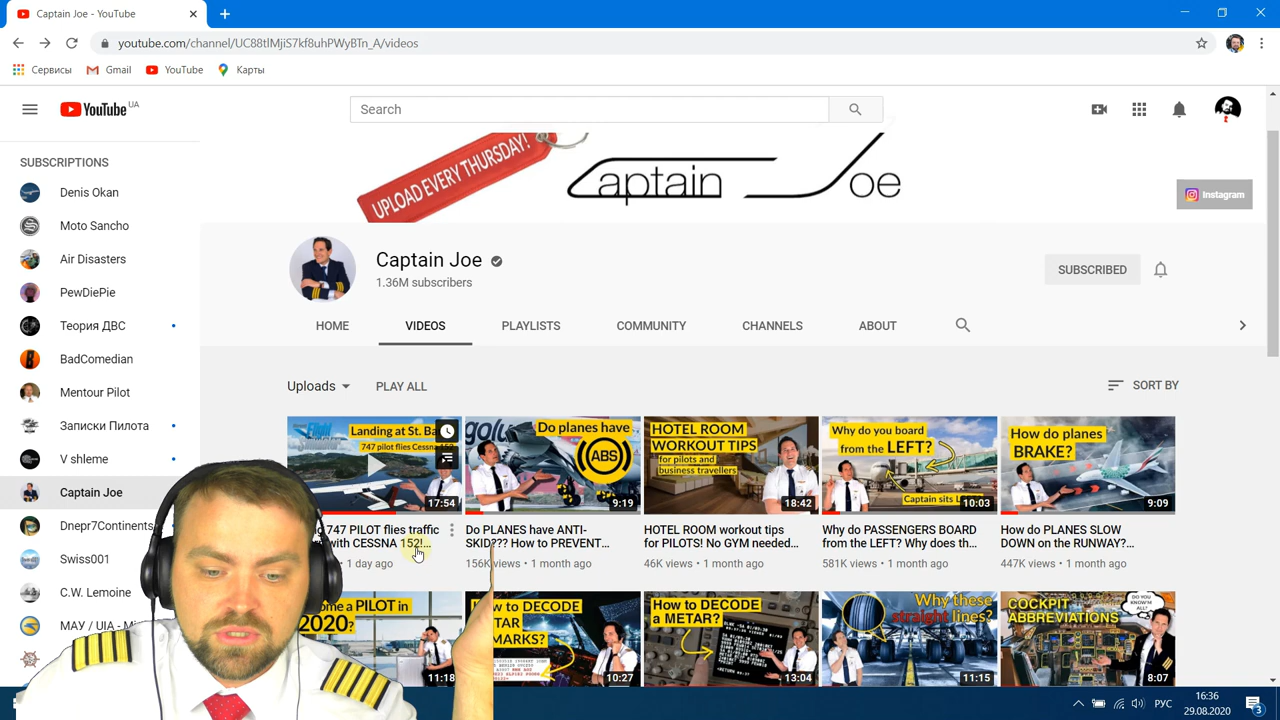 Captain Joe - YouTube
youtube.com/channel/UC88tlMjiS7kf8uhPWyBTn_A/videos
Сервисы
Gmail
YouTube
Карты
YouTube UA
Search
UPLOAD EVERY THURSDAY!
Captain Joe
Instagram
SUBSCRIPTIONS
Denis Okan
Moto Sancho
Air Disasters
PewDiePie
Теория ДВС
BadComedian
Mentour Pilot
Записки Пилота
V shleme
Captain Joe
Dnepr7Continents
Swiss001
C.W. Lemoine
МАУ / UIA - Mi
Captain Joe
1.36M subscribers
SUBSCRIBED
HOME
VIDEOS
PLAYLISTS
COMMUNITY
CHANNELS
ABOUT
Uploads
PLAY ALL
SORT BY
Flight
Landing at St. Ba
747 pilot flies Cessna 152
17:54
747 PILOT flies traffic
with CESSNA 152!...
1 day ago
Do planes have
ABS
9:19
Do PLANES have ANTI-
SKID??? How to PREVENT...
156K views • 1 month ago
HOTEL ROOM
WORKOUT TIPS
for pilots and
business travellers
18:42
HOTEL ROOM workout tips
for PILOTS! No GYM needed...
46K views • 1 month ago
Why do you board
from the LEFT?
Captain sits L
10:03
Why do PASSENGERS BOARD
from the LEFT? Why does th...
581K views • 1 month ago
How do planes
BRAKE?
9:09
How do PLANES SLOW
DOWN on the RUNWAY?...
447K views • 1 month ago
ome a PILOT in
2020?
11:18
w to DECODE
TAR
MARKS?
10:27
How to DECODE
a METAR?
13:04
Why these
straight lines?
11:15
COCKPIT
ABBREVIATIONS
DO YOU
KNOW'M
ALL?
8:07
РУС
16:36
29.08.2020
3